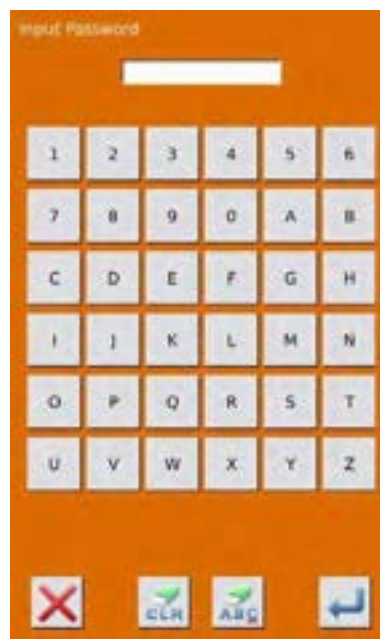 Input Password
1 2 3 4 5 6
7 8 9 0 A B
C D E F G H
I J K L M N
O P Q R S T
U V W X Y Z
CLR ABC